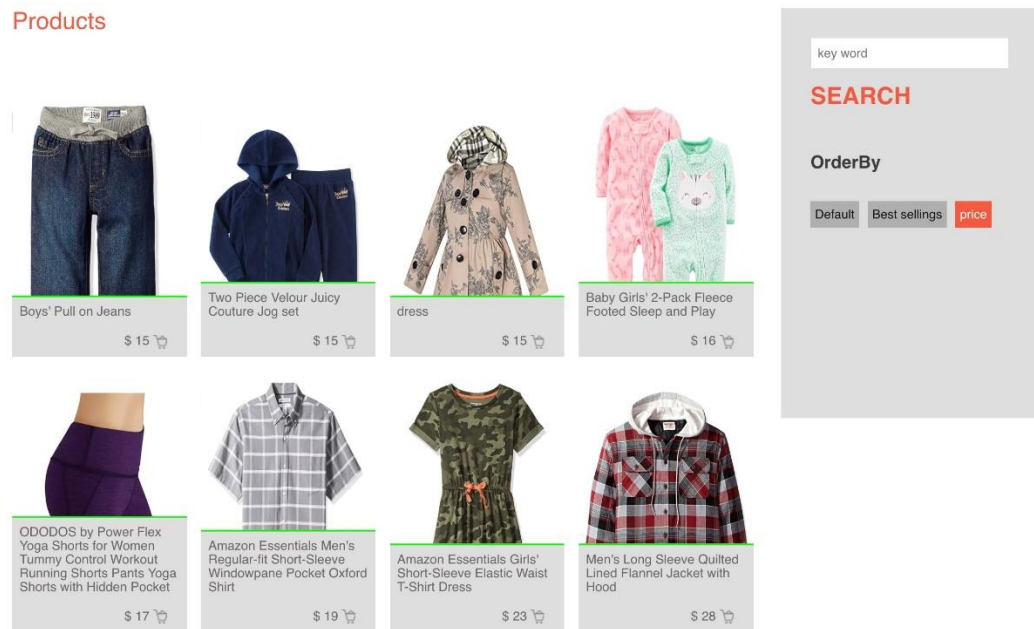 Products
Boys' Pull on Jeans
$ 15
Two Piece Velour Juicy
Couture Jog set
$ 15
dress
$ 15
Baby Girls' 2-Pack Fleece
Footed Sleep and Play
$ 16
ODODOS by Power Flex
Yoga Shorts for Women
Tummy Control Workout
Running Shorts Pants Yoga
Shorts with Hidden Pocket
$ 17
Amazon Essentials Men's
Regular-fit Short-Sleeve
Windowpane Pocket Oxford
Shirt
$ 19
Amazon Essentials Girls'
Short-Sleeve Elastic Waist
T-Shirt Dress
$ 23
Men's Long Sleeve Quilted
Lined Flannel Jacket with
Hood
$ 28
key word
SEARCH
OrderBy
Default
Best sellings
price